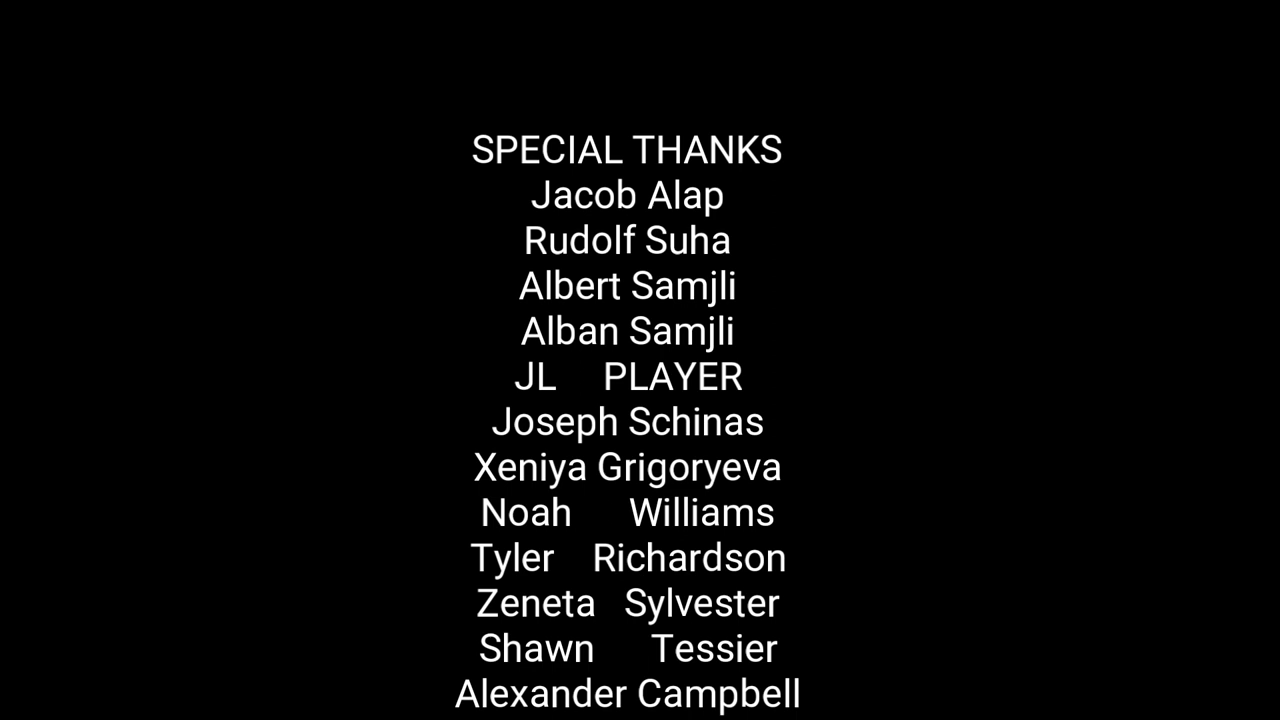 SPECIAL THANKS
Jacob Alap
Rudolf Suha
Albert Samjli
Alban Samjli
JL     PLAYER
Joseph Schinas
Xeniya Grigoryeva
Noah      Williams
Tyler    Richardson
Zeneta   Sylvester
Shawn      Tessier
Alexander Campbell